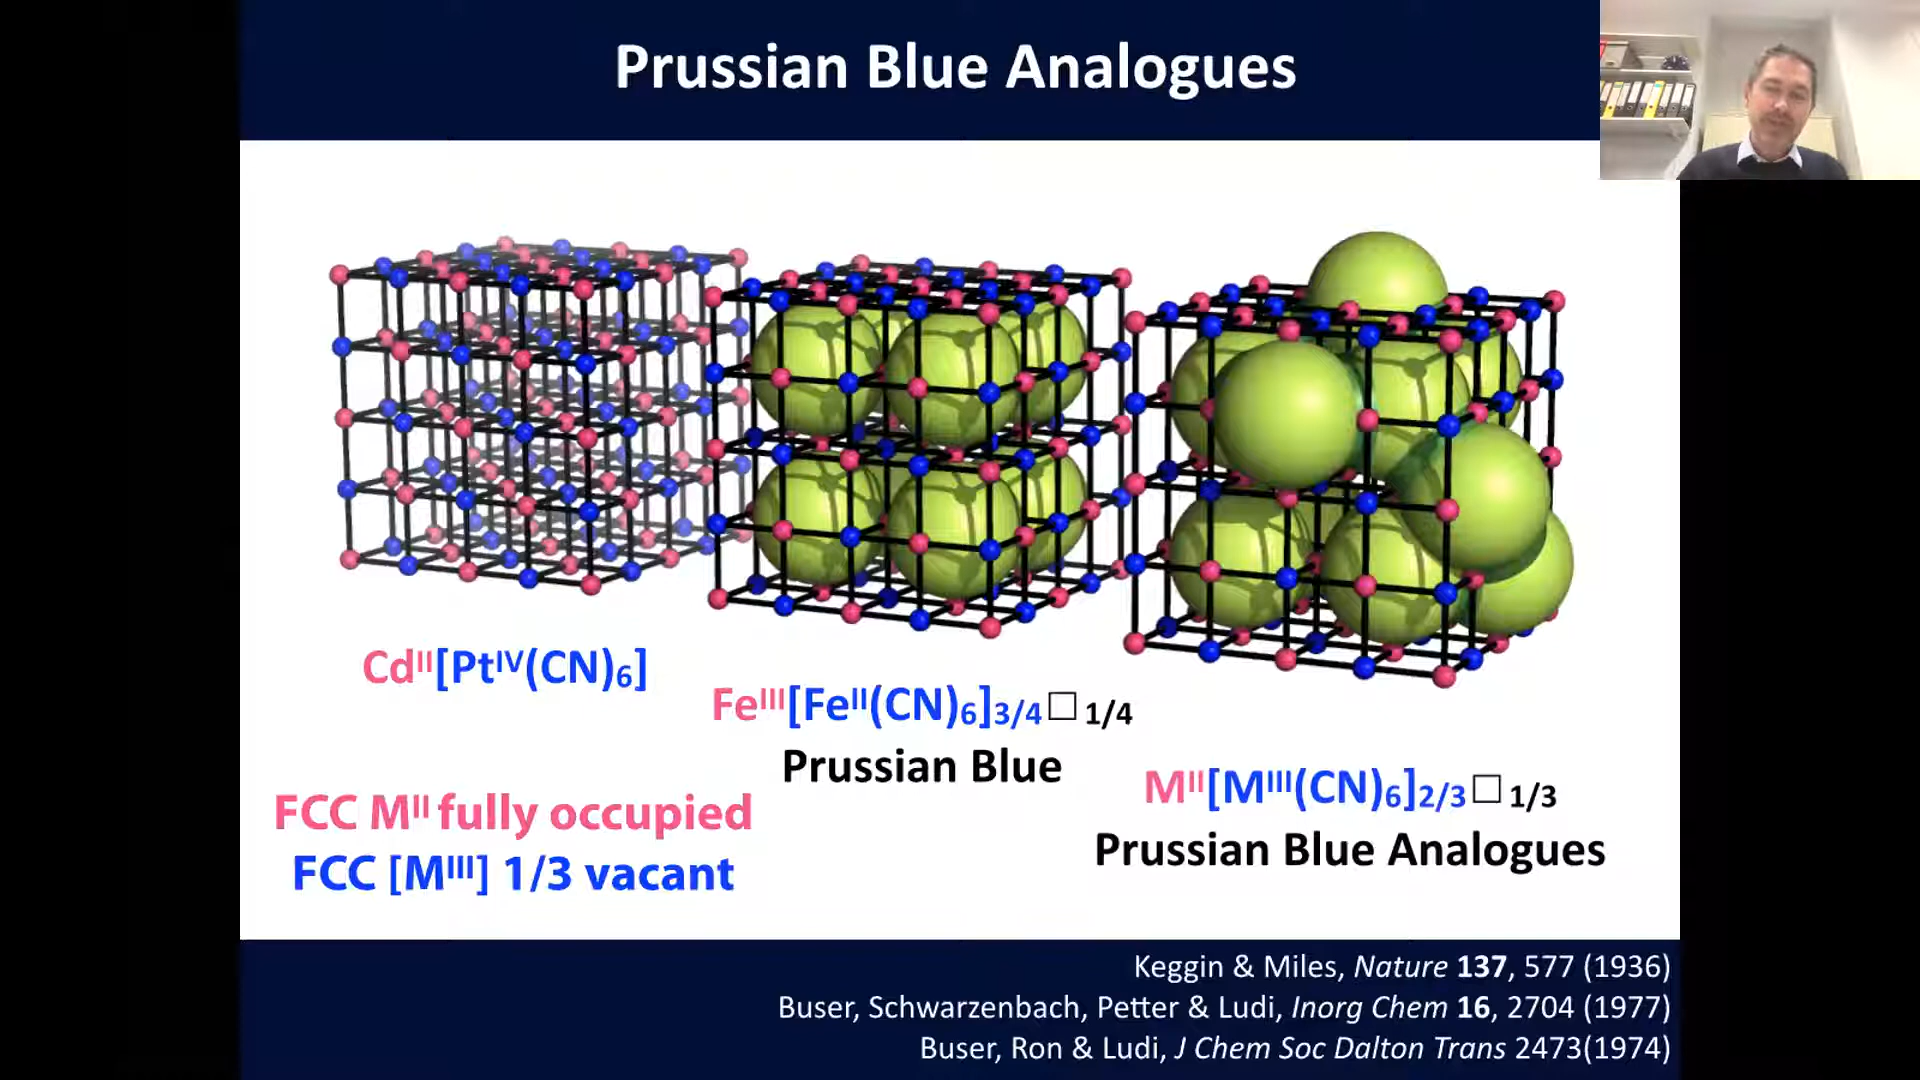 Prussian Blue Analogues
Cdᴵᴵ[Ptᴵⱽ(CN)₆]
Feᴵᴵᴵ[Feᴵᴵ(CN)₆]₃/₄□₁/₄
Prussian Blue
Mᴵᴵ[Mᴵᴵᴵ(CN)₆]₂/₃□₁/₃
Prussian Blue Analogues
FCC Mᴵᴵ fully occupied
FCC [Mᴵᴵᴵ] 1/3 vacant
Keggin & Miles, Nature 137, 577 (1936)
Buser, Schwarzenbach, Petter & Ludi, Inorg Chem 16, 2704 (1977)
Buser, Ron & Ludi, J Chem Soc Dalton Trans 2473(1974)